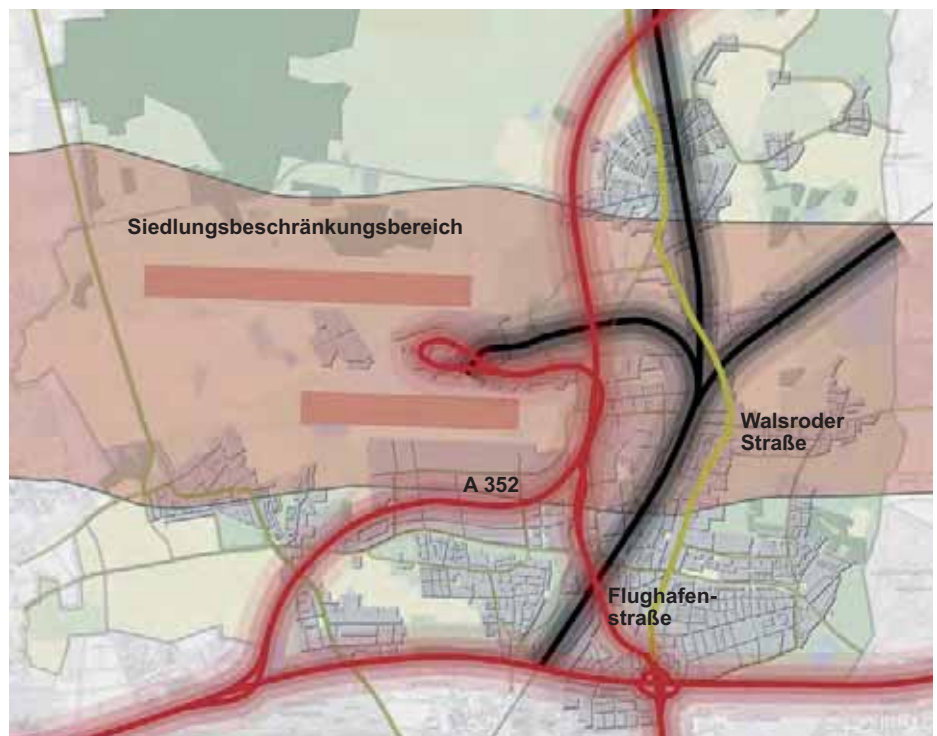 Siedlungsbeschränkungsbereich
Walsroder
Straße
A 352
Flughafen-
straße